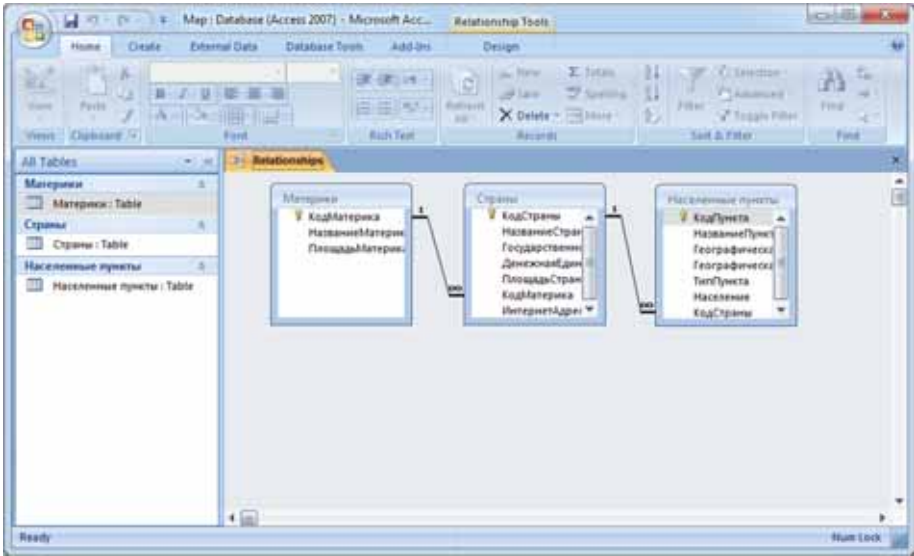 Map : Database (Access 2007) - Microsoft Acc...
Relationship Tools
Home Create External Data Database Tools Add-Ins Design
View Paste
B I U
Refresh All
New Σ Totals
Save Spelling
Delete More
Filter
Selection
Advanced
Toggle Filter
Find
Views Clipboard Font Rich Text Records Sort & Filter Find
All Tables
Материки
Материки : Table
Страны
Страны : Table
Населенные пункты
Населенные пункты : Table
Relationships
Материки
КодМатерика
НазваниеМатерик
ПлощадьМатерик
1
∞
Страны
КодСтраны
НазваниеСтран
Государственн
ДенежнаяЕдин
ПлощадьСтран
КодМатерика
ИнтернетАдрес
1
∞
Населенные пункты
КодПункта
НазваниеПункт
Географическа
Географическа
ТипПункта
Население
КодСтраны
Ready
Num Lock